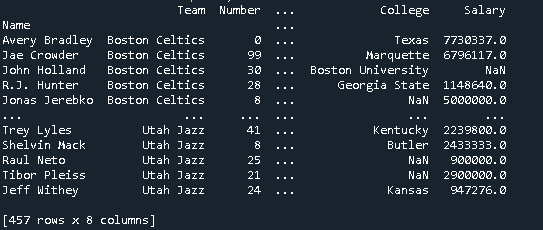 Team Number ... College Salary
Name ...
Avery Bradley Boston Celtics 0 ... Texas 7730337.0
Jae Crowder Boston Celtics 99 ... Marquette 6796117.0
John Holland Boston Celtics 30 ... Boston University NaN
R.J. Hunter Boston Celtics 28 ... Georgia State 1148640.0
Jonas Jerebko Boston Celtics 8 ... NaN 5000000.0
... ... ... ... ... ...
Trey Lyles Utah Jazz 41 ... Kentucky 2239800.0
Shelvin Mack Utah Jazz 8 ... Butler 2433333.0
Raul Neto Utah Jazz 25 ... NaN 900000.0
Tibor Pleiss Utah Jazz 21 ... NaN 2900000.0
Jeff Withey Utah Jazz 24 ... Kansas 947276.0
[457 rows x 8 columns]